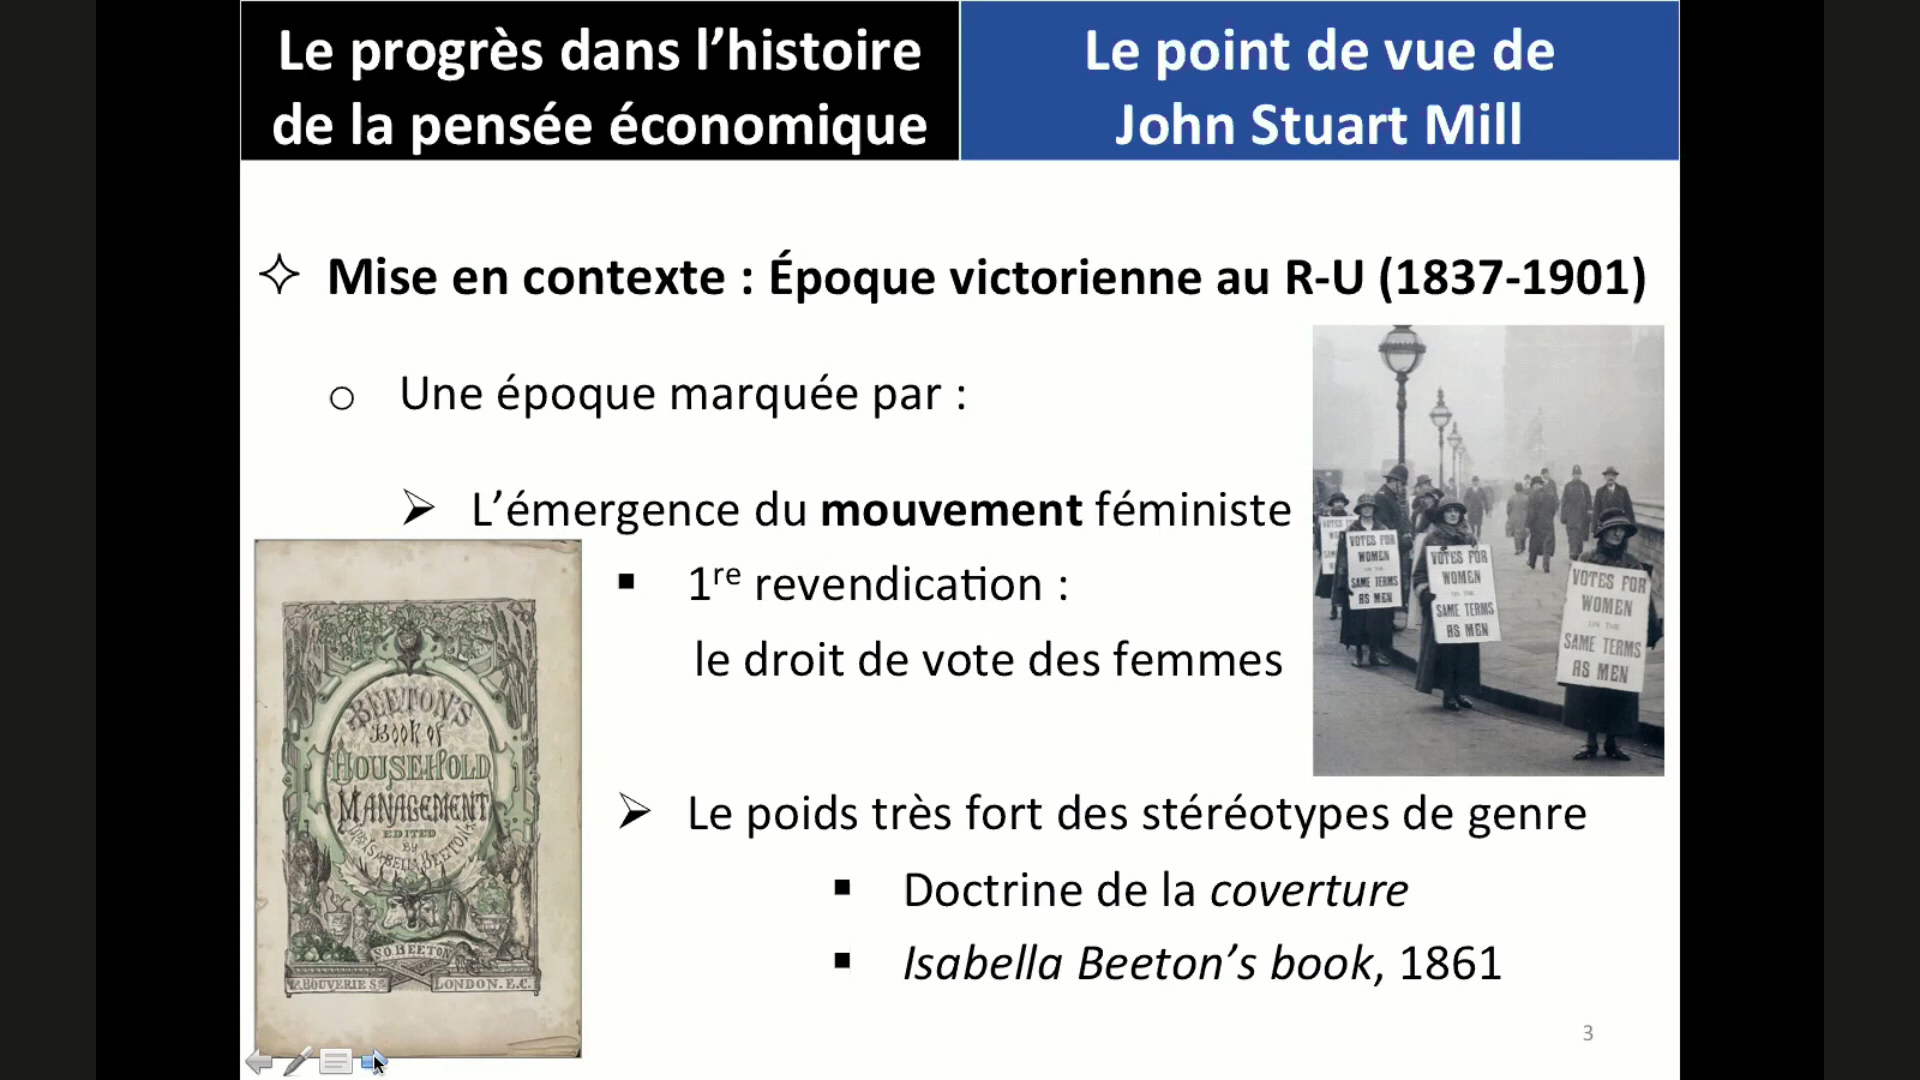 Le progrès dans l’histoire
de la pensée économique
Le point de vue de
John Stuart Mill
Mise en contexte : Époque victorienne au R-U (1837-1901)
Une époque marquée par :
L’émergence du mouvement féministe
1re revendication :
le droit de vote des femmes
VOTES FOR
WOMEN
SAME TERMS
AS MEN
VOTES FOR
WOMEN
ON THE
SAME TERMS
AS MEN
VOTES FOR
WOMEN
ON THE
SAME TERMS
AS MEN
BEETON'S
Book of
HOUSEHOLD
MANAGEMENT
EDITED
BY
MRS ISABELLA BEETON
S.O. BEETON
BOUVERIE ST
LONDON. E.C.
Le poids très fort des stéréotypes de genre
Doctrine de la coverture
Isabella Beeton’s book, 1861
3